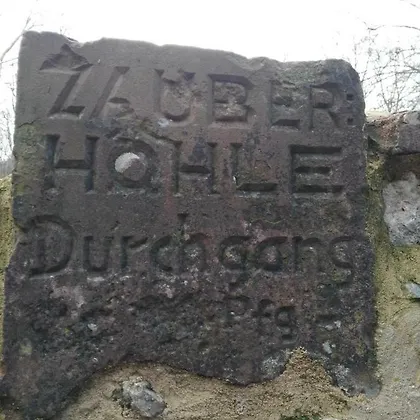 ZAUBER:
HÖHLE
Durchgang
Pfg.-